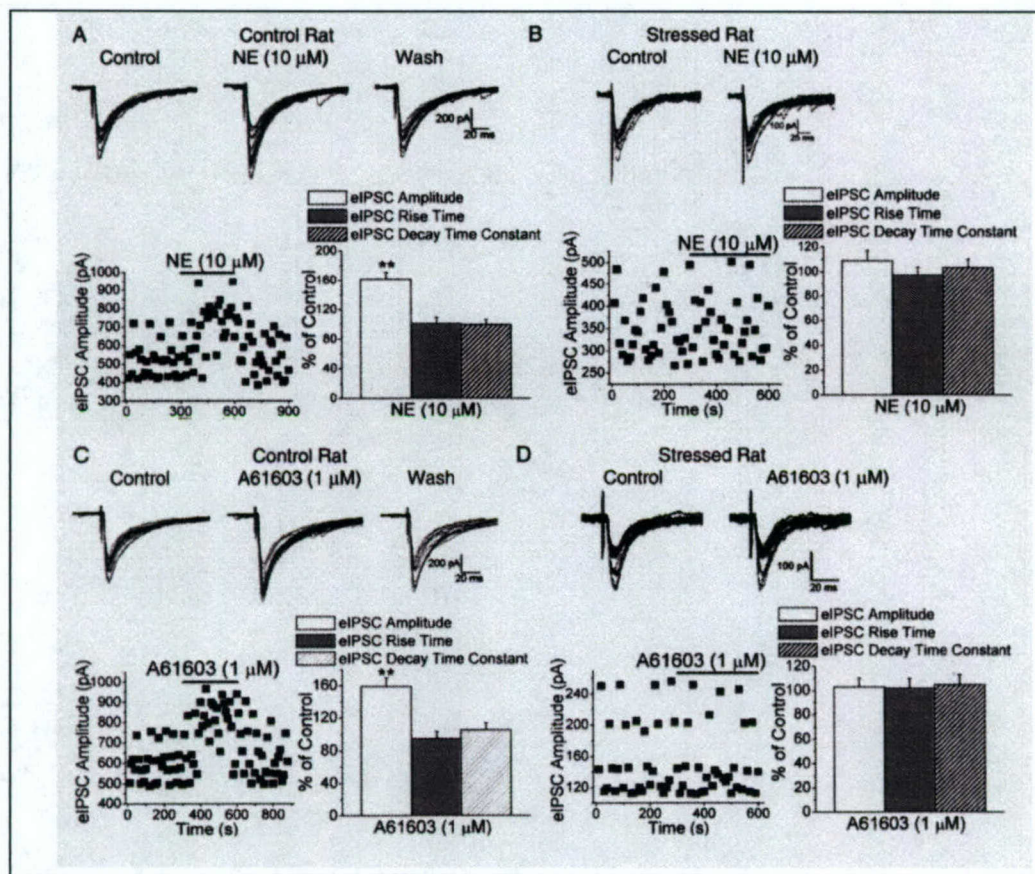 A
Control Rat
Control
NE (10 µM)
Wash
200 pA
20 ms
eIPSC Amplitude
eIPSC Rise Time
eIPSC Decay Time Constant
NE (10 µM)
eIPSC Amplitude (pA)
1000
900
800
700
600
500
400
300
0
300
600
900
% of Control
160
120
80
40
0
**
NE (10 µM)
B
Stressed Rat
Control
NE (10 µM)
100 pA
25 ms
eIPSC Amplitude
eIPSC Rise Time
eIPSC Decay Time Constant
NE (10 µM)
eIPSC Amplitude (pA)
500
450
400
350
300
250
0
200
400
600
Time (s)
% of Control
120
100
80
60
40
20
0
NE (10 µM)
C
Control Rat
Control
A61603 (1 µM)
Wash
200 pA
20 ms
eIPSC Amplitude
eIPSC Rise Time
eIPSC Decay Time Constant
A61603 (1 µM)
eIPSC Amplitude (pA)
1000
900
800
700
600
500
400
0
200
400
600
800
Time (s)
% of Control
160
120
80
40
0
**
A61603 (1 µM)
D
Stressed Rat
Control
A61603 (1 µM)
100 pA
20 ms
eIPSC Amplitude
eIPSC Rise Time
eIPSC Decay Time Constant
A61603 (1 µM)
eIPSC Amplitude (pA)
240
200
160
120
0
200
400
600
Time (s)
% of Control
120
100
80
60
40
20
0
A61603 (1 µM)